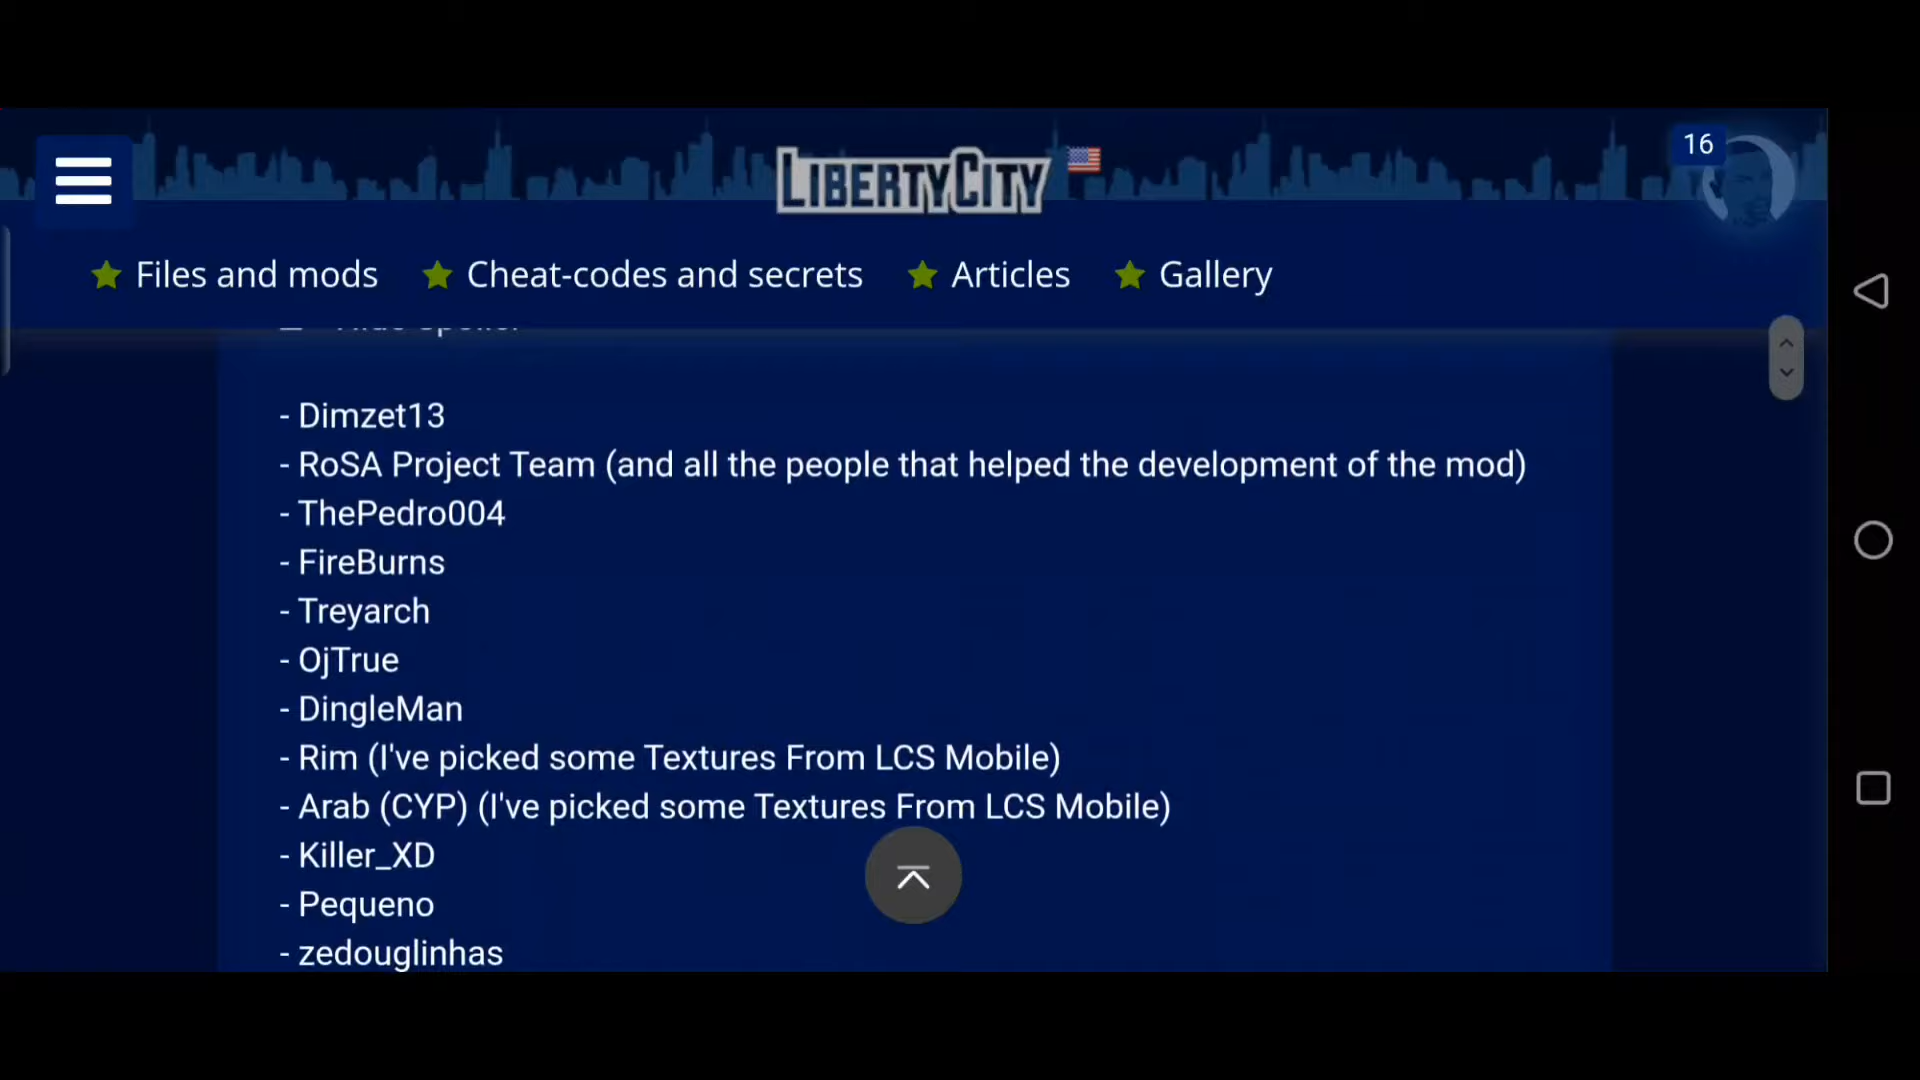 LIBERTYCITY
16
Files and mods Cheat-codes and secrets Articles Gallery
Hide Spoiler
- Dimzet13
- RoSA Project Team (and all the people that helped the development of the mod)
- ThePedro004
- FireBurns
- Treyarch
- OjTrue
- DingleMan
- Rim (I've picked some Textures From LCS Mobile)
- Arab (CYP) (I've picked some Textures From LCS Mobile)
- Killer_XD
- Pequeno
- zedouglinhas